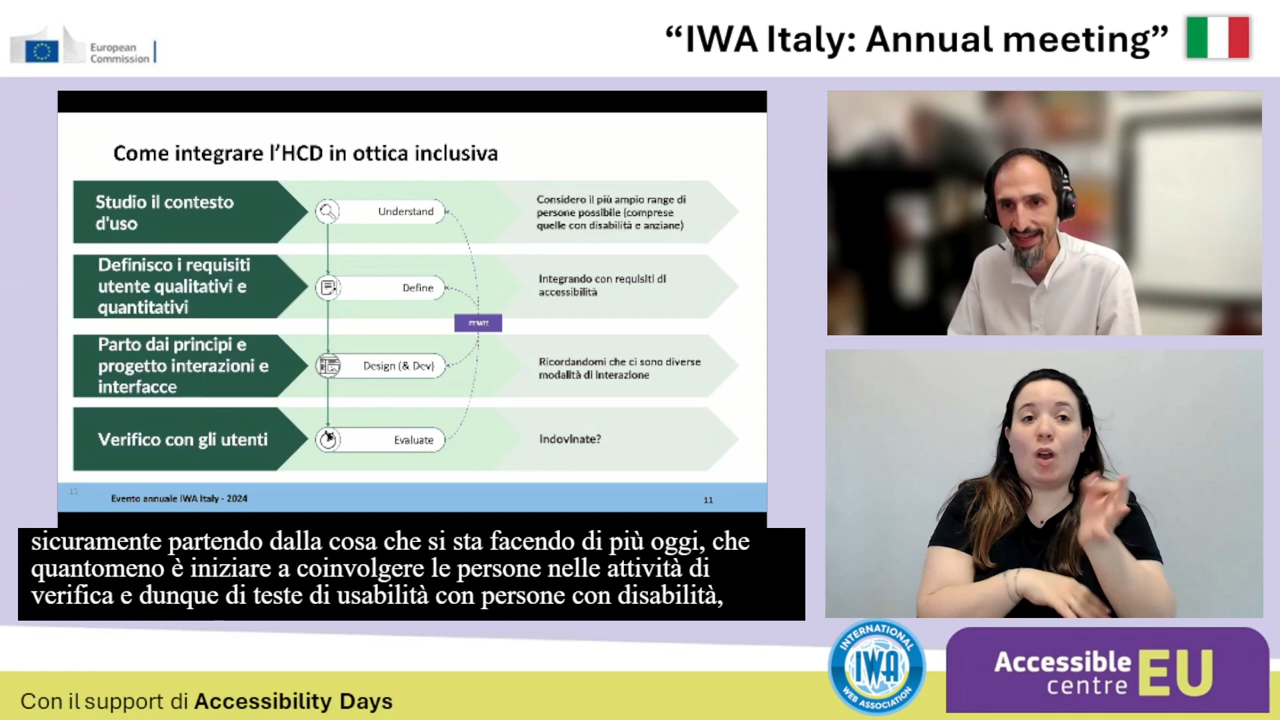 European
Commission
“IWA Italy: Annual meeting”
Come integrare l’HCD in ottica inclusiva
Studio il contesto
d'uso
Understand
Considero il più ampio range di
persone possibile (comprese
quelle con disabilità e anziane)
Definisco i requisiti
utente qualitativi e
quantitativi
Define
Integrando con requisiti di
accessibilità
Parto dai principi e
progetto interazioni e
interfacce
Design (& Dev)
Ricordandomi che ci sono diverse
modalità di interazione
Verifico con gli utenti
Evaluate
Indovinate?
11
Evento annuale IWA Italy - 2024
11
sicuramente partendo dalla cosa che si sta facendo di più oggi, che
quantomeno è iniziare a coinvolgere le persone nelle attività di
verifica e dunque di teste di usabilità con persone con disabilità,
INTERNATIONAL
IWA
WEB ASSOCIATION
Accessible
centre
EU
Con il support di Accessibility Days